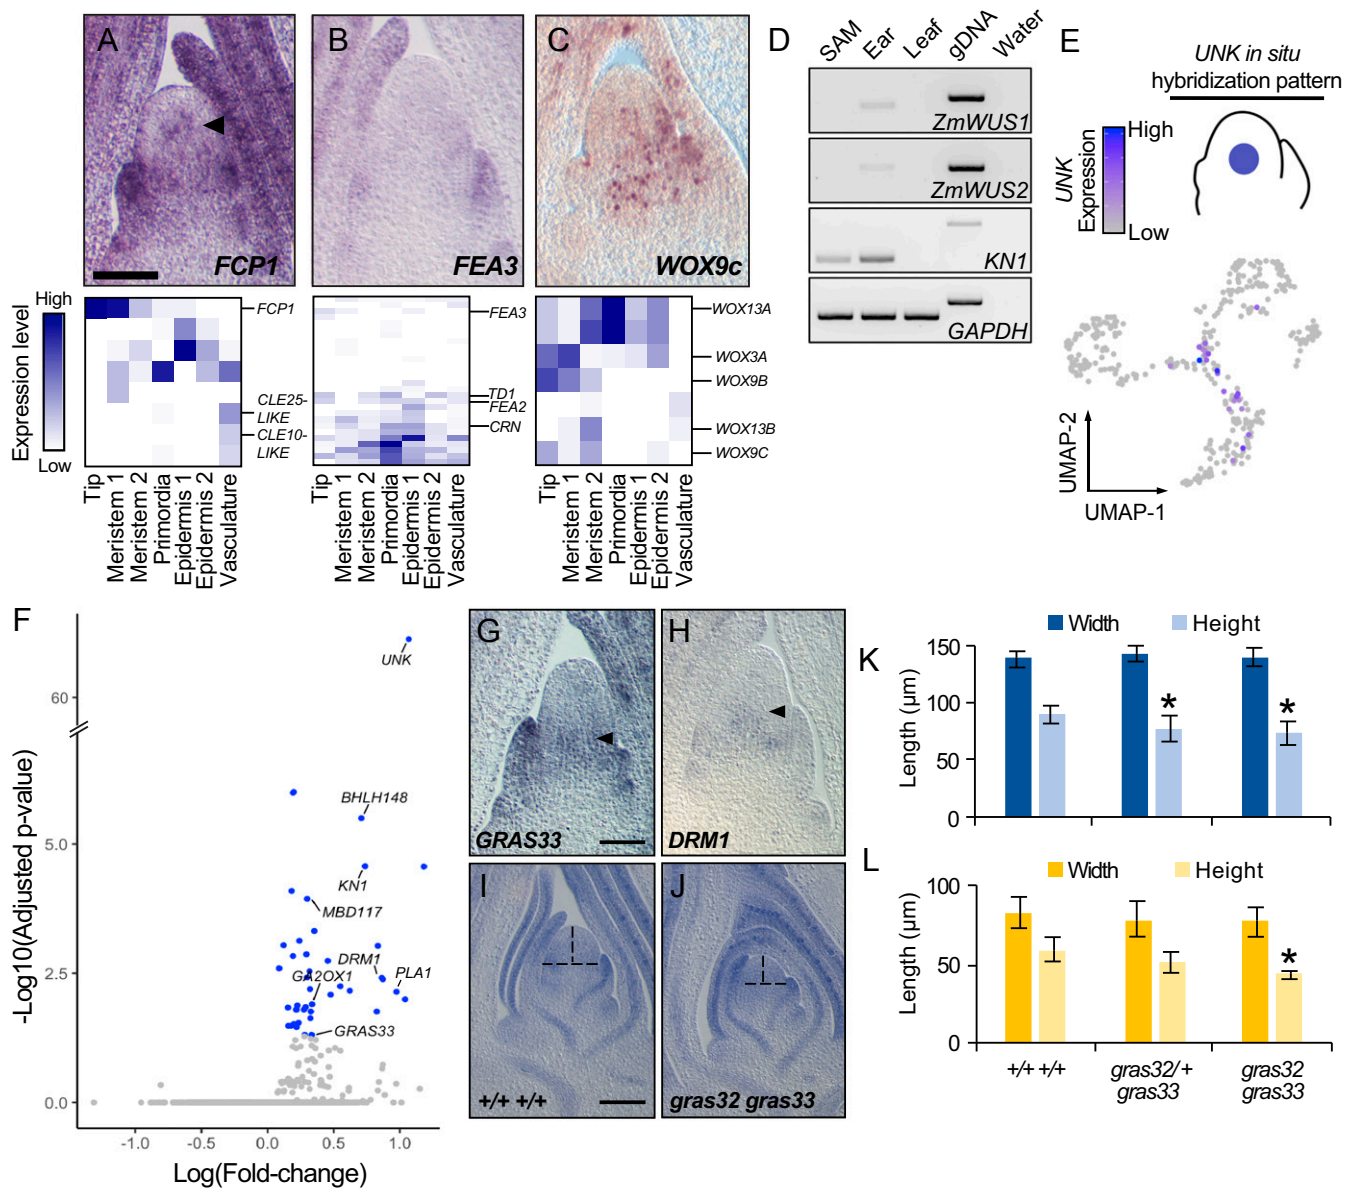 A
FCP1
B
FEA3
C
WOX9c
High
Expression level
Low
FCP1
CLE25-
LIKE
CLE10-
LIKE
Tip
Meristem 1
Meristem 2
Primordia
Epidermis 1
Epidermis 2
Vasculature
FEA3
TD1
FEA2
CRN
Tip
Meristem 1
Meristem 2
Primordia
Epidermis 1
Epidermis 2
Vasculature
WOX13A
WOX3A
WOX9B
WOX13B
WOX9C
Tip
Meristem 1
Meristem 2
Primordia
Epidermis 1
Epidermis 2
Vasculature
D
SAM
Ear
Leaf
gDNA
Water
ZmWUS1
ZmWUS2
KN1
GAPDH
E
UNK in situ
hybridization pattern
High
UNK
Expression
Low
UMAP-2
UMAP-1
F
-Log10(Adjusted p-value)
60
5.0
2.5
0.0
UNK
BHLH148
KN1
MBD117
DRM1
PLA1
GA2OX1
GRAS33
-1.0
-0.5
0.0
0.5
1.0
Log(Fold-change)
G
GRAS33
H
DRM1
I
+/+ +/+
J
gras32 gras33
K
Width
Height
Length (µm)
150
100
50
0
*
*
L
Width
Height
Length (µm)
100
50
0
*
+/+ +/+
gras32/+
gras33
gras32
gras33